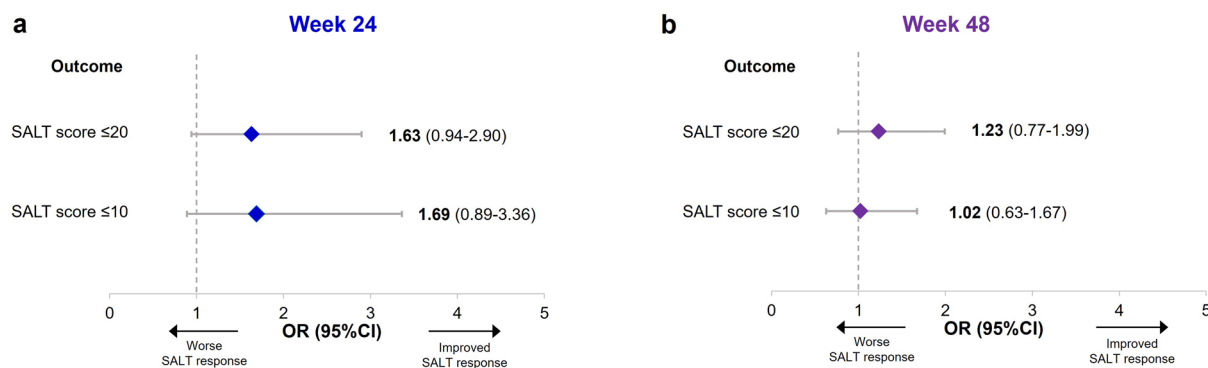 a
Week 24
Outcome
SALT score ≤20
1.63 (0.94-2.90)
SALT score ≤10
1.69 (0.89-3.36)
0 1 2 3 4 5
OR (95%CI)
Worse
SALT response
Improved
SALT response
b
Week 48
Outcome
SALT score ≤20
1.23 (0.77-1.99)
SALT score ≤10
1.02 (0.63-1.67)
0 1 2 3 4 5
OR (95%CI)
Worse
SALT response
Improved
SALT response